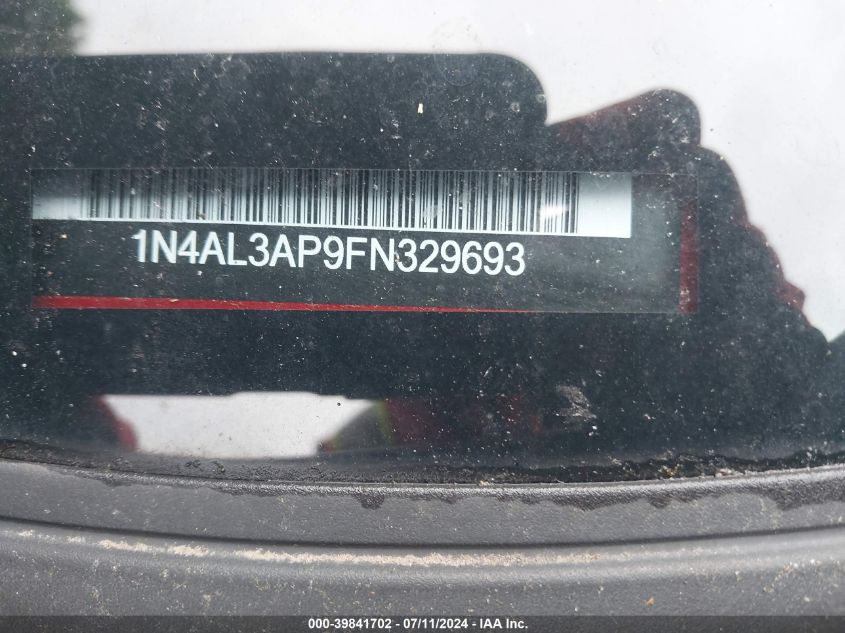 1N4AL3AP9FN329693
000-39841702 - 07/11/2024 - IAA, Inc.